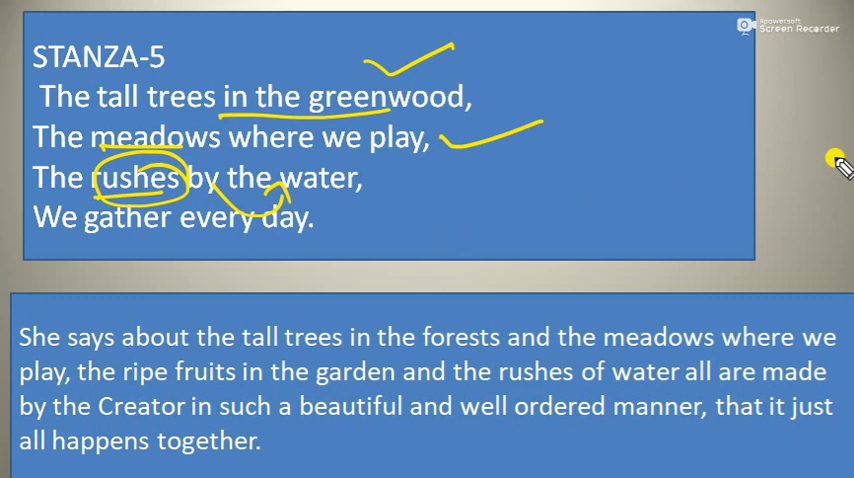 Apowersoft
Screen Recorder
STANZA-5
The tall trees in the greenwood,
The meadows where we play,
The rushes by the water,
We gather every day.
She says about the tall trees in the forests and the meadows where we
play, the ripe fruits in the garden and the rushes of water all are made
by the Creator in such a beautiful and well ordered manner, that it just
all happens together.